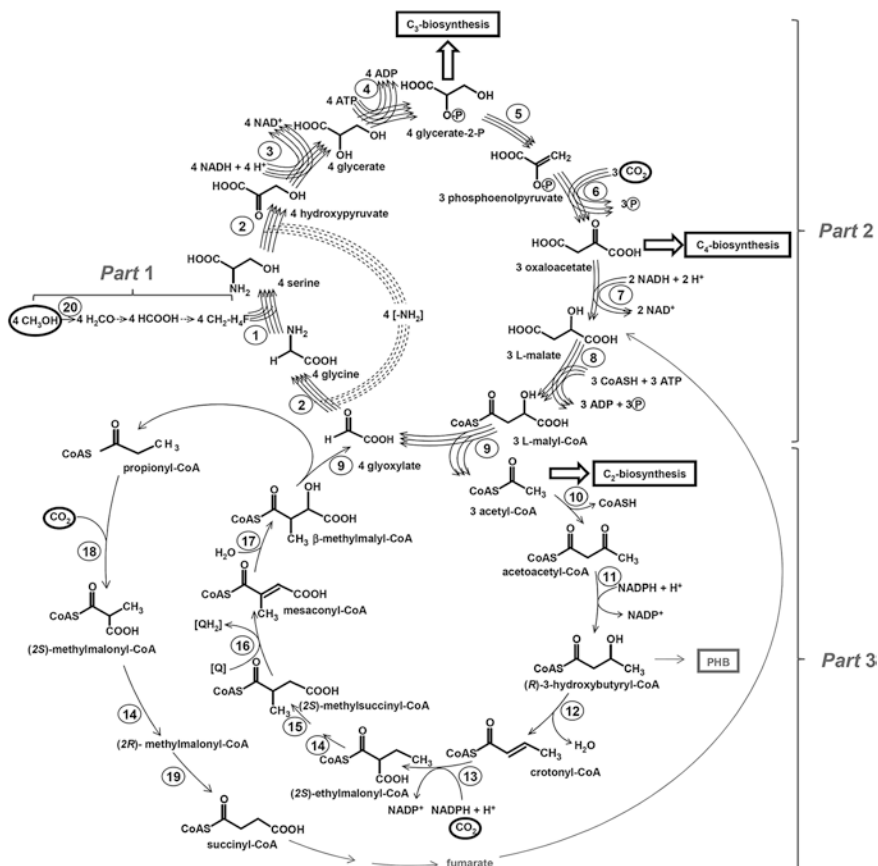 C3-biosynthesis
4 ADP
4
4 ATP
HOOC
OH
O
P
4 glycerate-2-P
5
4 NAD+
3
HOOC
OH
OH
4 glycerate
4 NADH + 4 H+
HOOC
CH2
O
P
3 phosphoenolpyruvate
3 CO2
6
3 P
HOOC
OH
O
4 hydroxypyruvate
2
O
HOOC
COOH
3 oxaloacetate
C4-biosynthesis
Part 2
Part 1
HOOC
OH
NH2
4 serine
2 NADH + 2 H+
7
2 NAD+
20
4 CH3OH
4 H2CO
4 HCOOH
4 CH2-H4F
1
4 [-NH2]
OH
HOOC
COOH
3 L-malate
NH2
H
COOH
4 glycine
8
3 CoASH + 3 ATP
3 ADP + 3 P
2
O
OH
CoAS
COOH
3 L-malyl-CoA
O
H
COOH
4 glyoxylate
9
9
O
CoAS
CH3
propionyl-CoA
O
CoAS
CH3
3 acetyl-CoA
C2-biosynthesis
10
CoASH
O
OH
CoAS
COOH
CH3
β-methylmalyl-CoA
CO2
18
17
H2O
O
O
CoAS
CH3
acetoacetyl-CoA
11
NADPH + H+
NADP+
O
CoAS
COOH
CH3
mesaconyl-CoA
O
CoAS
CH3
COOH
(2S)-methylmalonyl-CoA
[QH2]
16
[Q]
O
OH
CoAS
CH3
(R)-3-hydroxybutyryl-CoA
PHB
Part 3
O
CoAS
COOH
CH3
(2S)-methylsuccinyl-CoA
12
H2O
14
15
14
(2R)- methylmalonyl-CoA
O
CoAS
CH3
COOH
(2S)-ethylmalonyl-CoA
13
O
CoAS
CH3
crotonyl-CoA
19
NADP+
NADPH + H+
CO2
O
CoAS
COOH
succinyl-CoA
fumarate